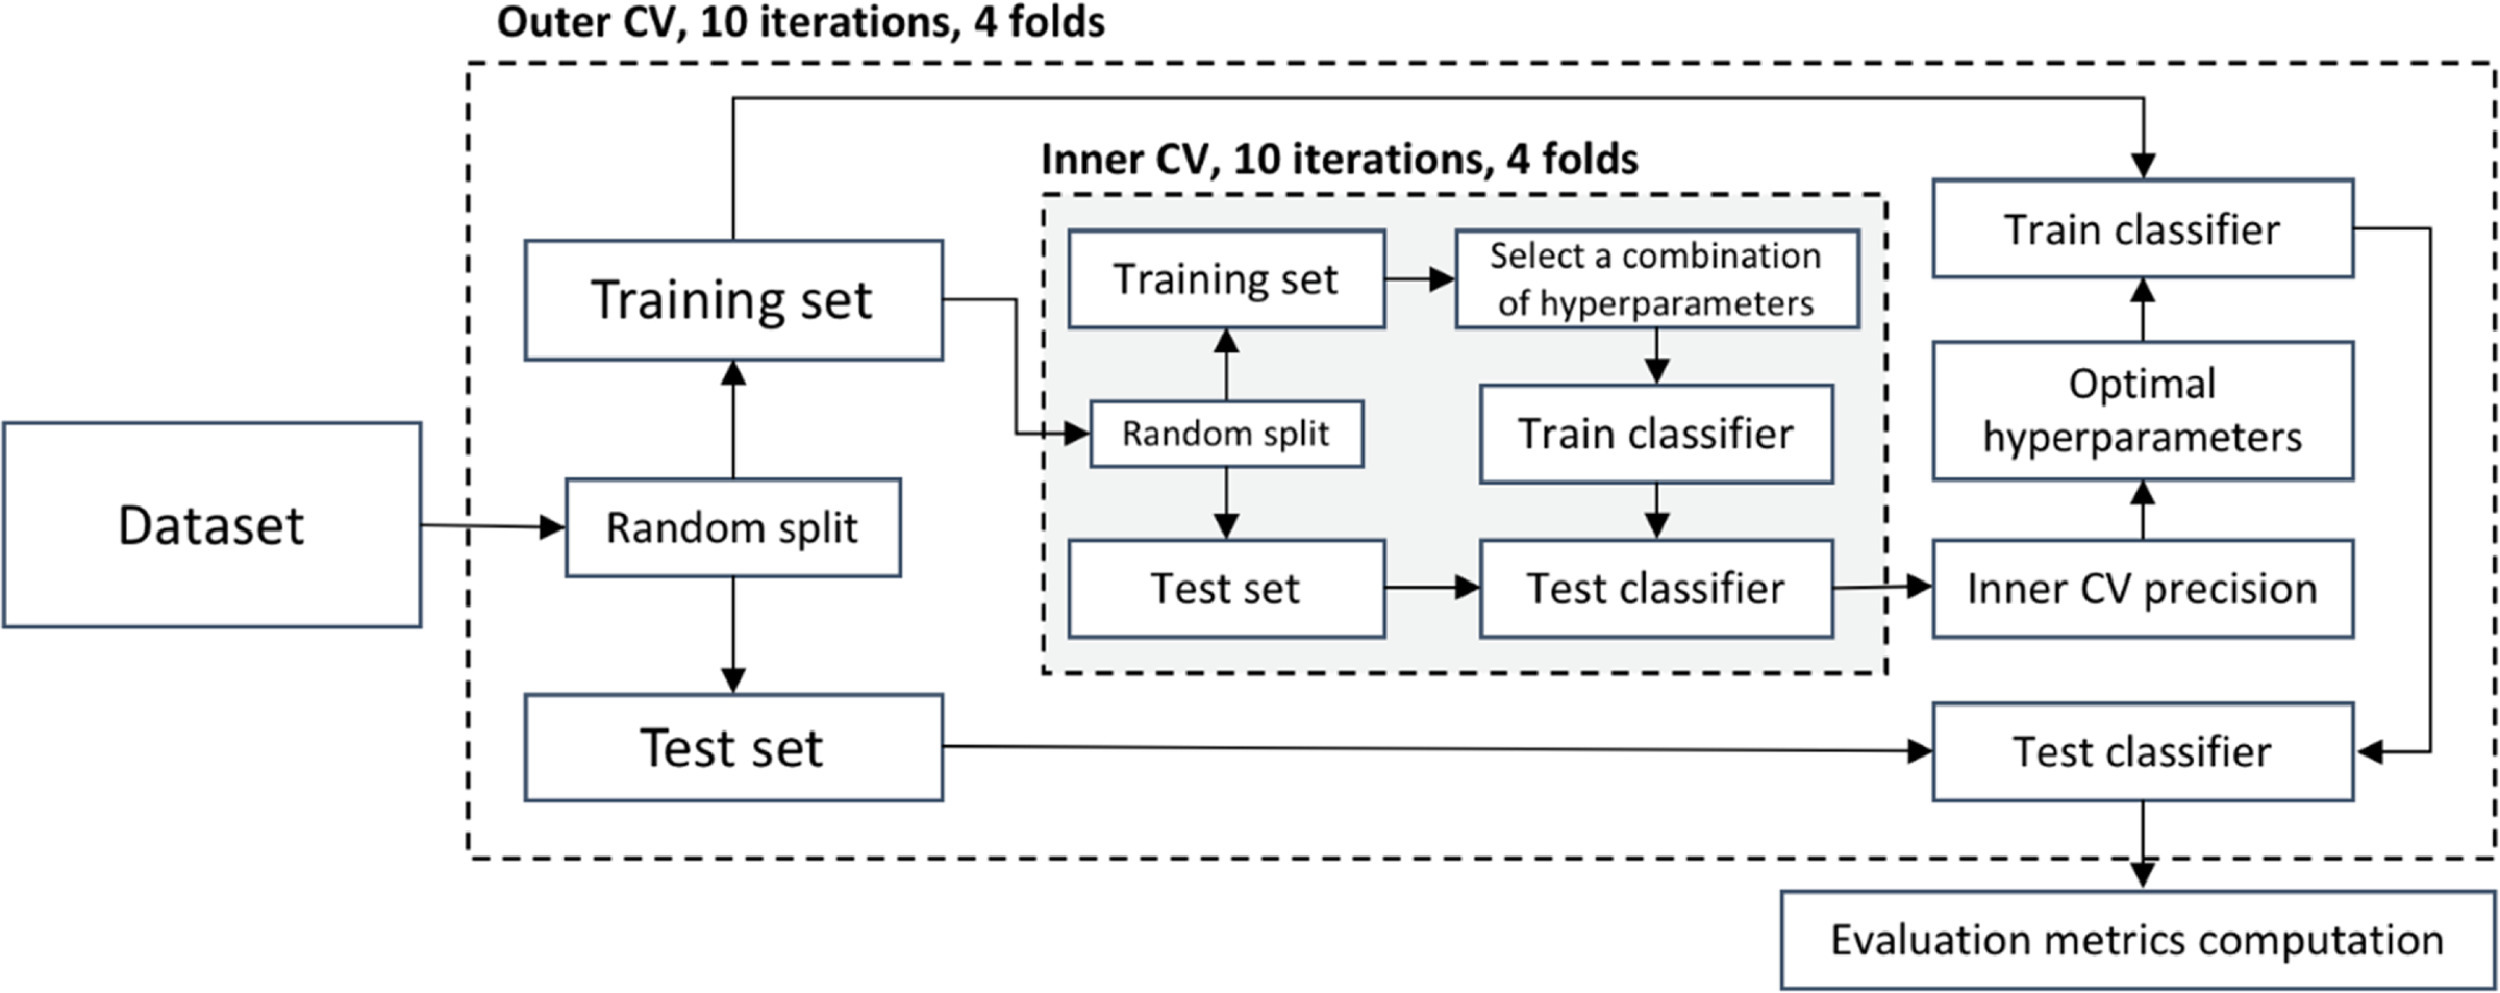 Outer CV, 10 iterations, 4 folds
Inner CV, 10 iterations, 4 folds
Dataset
Random split
Training set
Test set
Random split
Training set
Test set
Select a combination
of hyperparameters
Train classifier
Test classifier
Inner CV precision
Optimal
hyperparameters
Train classifier
Test classifier
Evaluation metrics computation